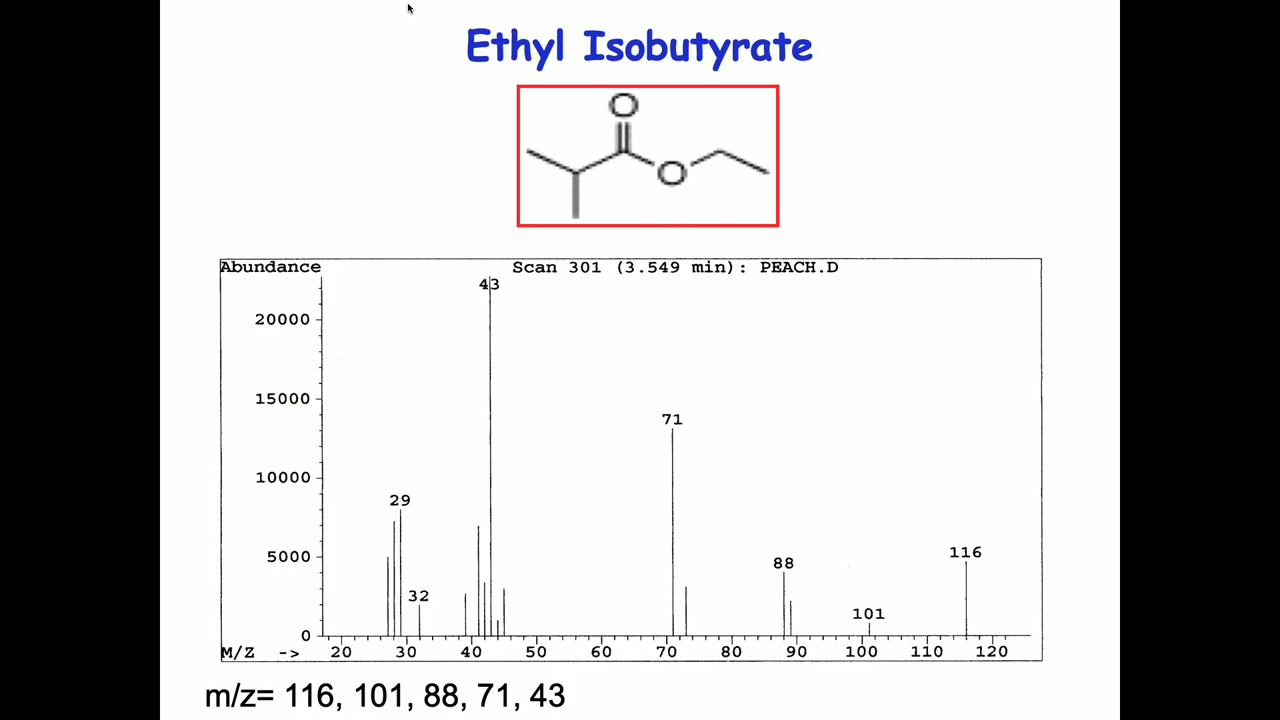 Ethyl Isobutyrate
O
O
Abundance
Scan 301 (3.549 min): PEACH.D
43
20000
15000
71
10000
29
5000
88
116
32
101
0
M/Z -> 20 30 40 50 60 70 80 90 100 110 120
m/z= 116, 101, 88, 71, 43